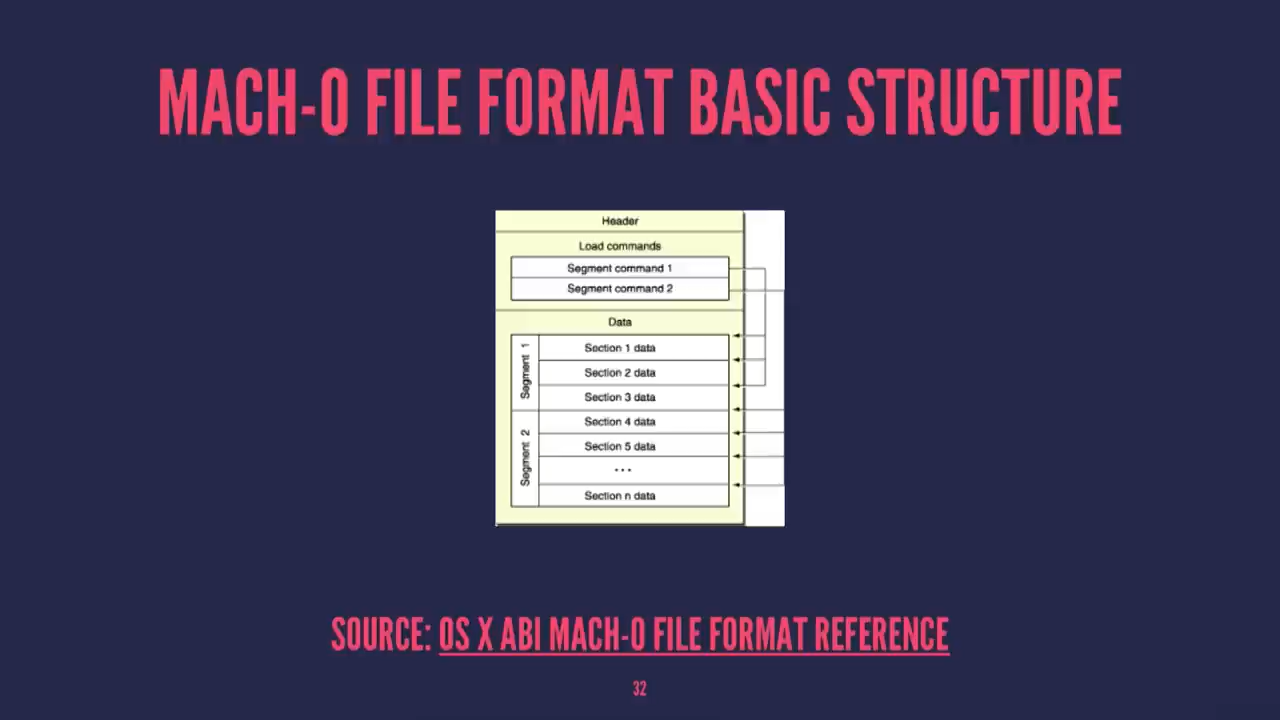 MACH-O FILE FORMAT BASIC STRUCTURE
Header
Load commands
Segment command 1
Segment command 2
Data
Segment 1
Section 1 data
Section 2 data
Section 3 data
Segment 2
Section 4 data
Section 5 data
...
Section n data
SOURCE: OS X ABI MACH-O FILE FORMAT REFERENCE
32